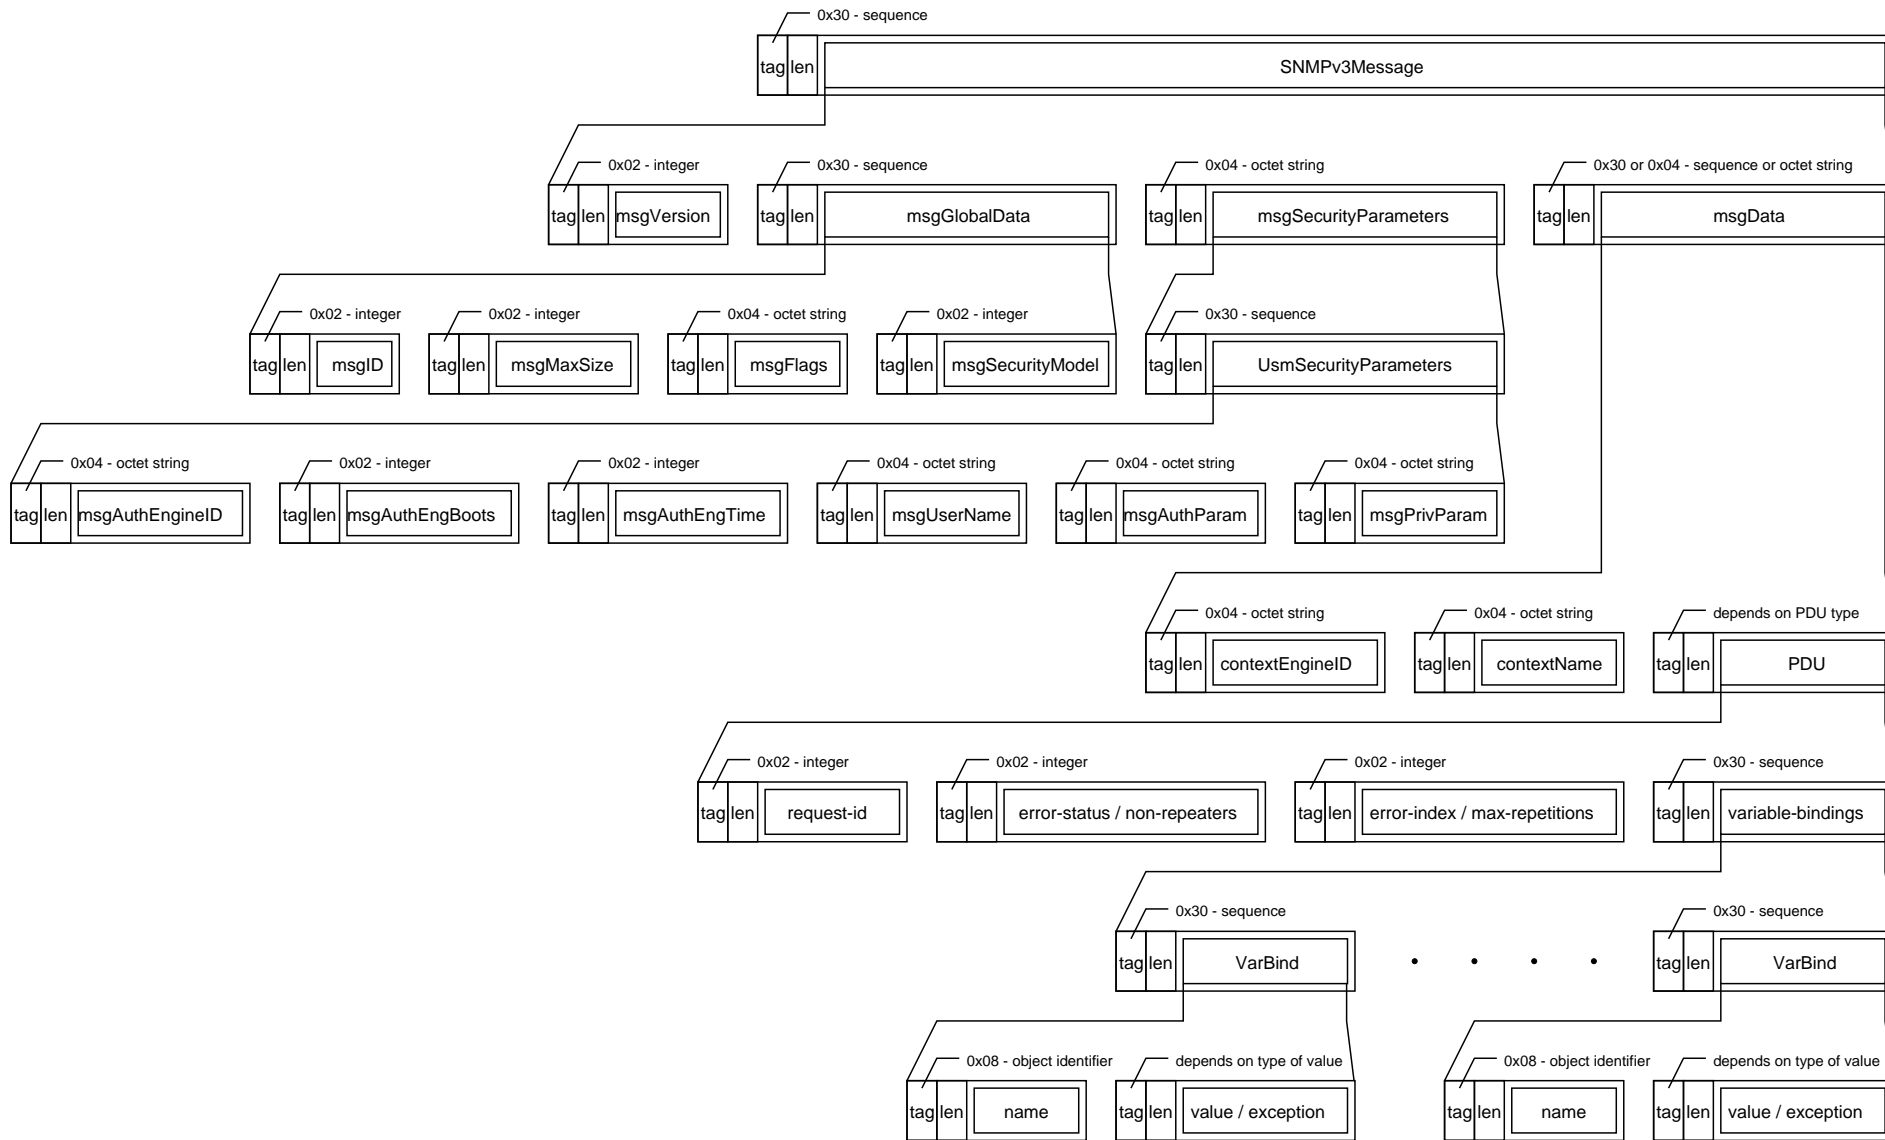 0x30 - sequence
tag len SNMPv3Message
0x02 - integer 0x30 - sequence 0x04 - octet string 0x30 or 0x04 - sequence or octet string
tag len msgVersion tag len msgGlobalData tag len msgSecurityParameters tag len msgData
0x02 - integer 0x02 - integer 0x04 - octet string 0x02 - integer 0x30 - sequence
tag len msgID tag len msgMaxSize tag len msgFlags tag len msgSecurityModel tag len UsmSecurityParameters
0x04 - octet string 0x02 - integer 0x02 - integer 0x04 - octet string 0x04 - octet string 0x04 - octet string
tag len msgAuthEngineID tag len msgAuthEngBoots tag len msgAuthEngTime tag len msgUserName tag len msgAuthParam tag len msgPrivParam
0x04 - octet string 0x04 - octet string depends on PDU type
tag len contextEngineID tag len contextName tag len PDU
0x02 - integer 0x02 - integer 0x02 - integer 0x30 - sequence
tag len request-id tag len error-status / non-repeaters tag len error-index / max-repetitions tag len variable-bindings
0x30 - sequence 0x30 - sequence
tag len VarBind . . . . tag len VarBind
0x08 - object identifier depends on type of value 0x08 - object identifier depends on type of value
tag len name tag len value / exception tag len name tag len value / exception